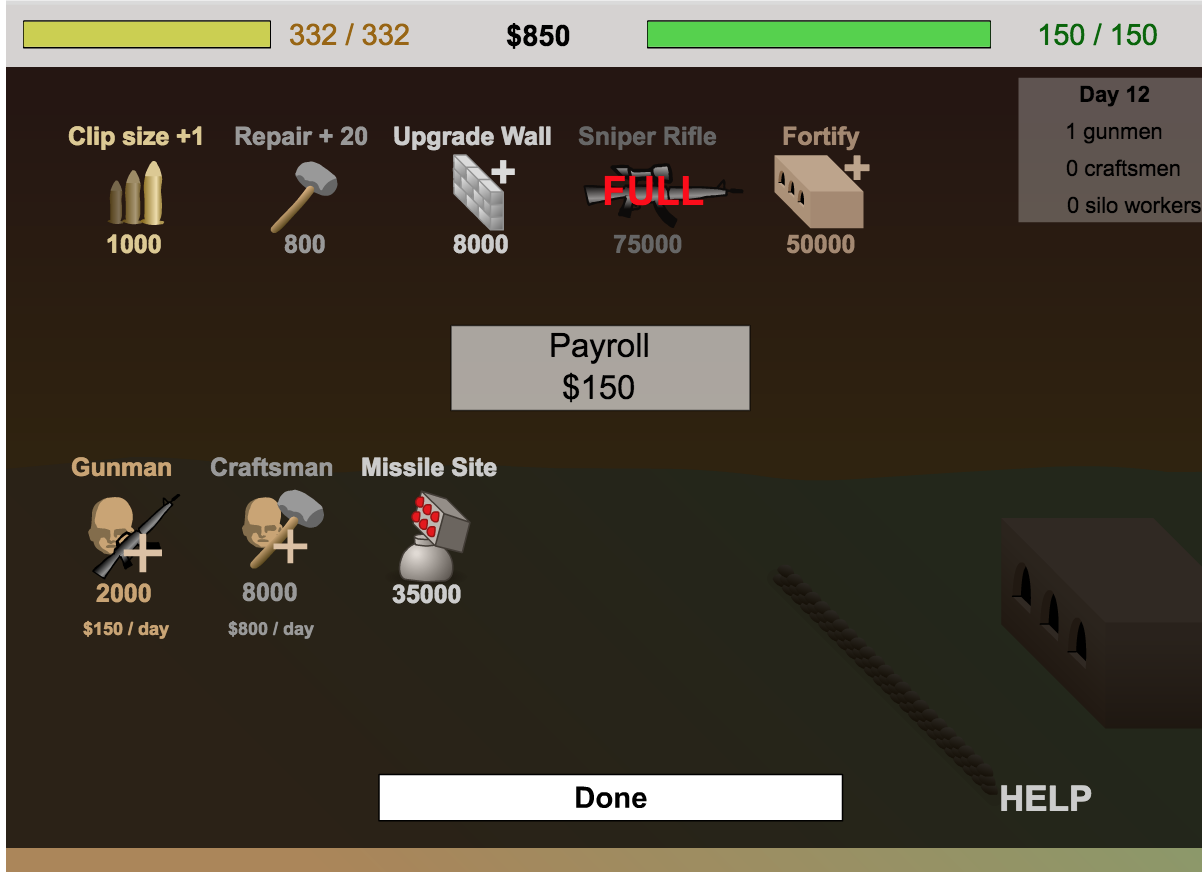 332 / 332
$850
150 / 150
Day 12
1 gunmen
0 craftsmen
0 silo workers
Clip size +1
Repair + 20
Upgrade Wall
Sniper Rifle
Fortify
FULL
1000
800
8000
75000
50000
Payroll
$150
Gunman
Craftsman
Missile Site
2000
8000
35000
$150 / day
$800 / day
Done
HELP